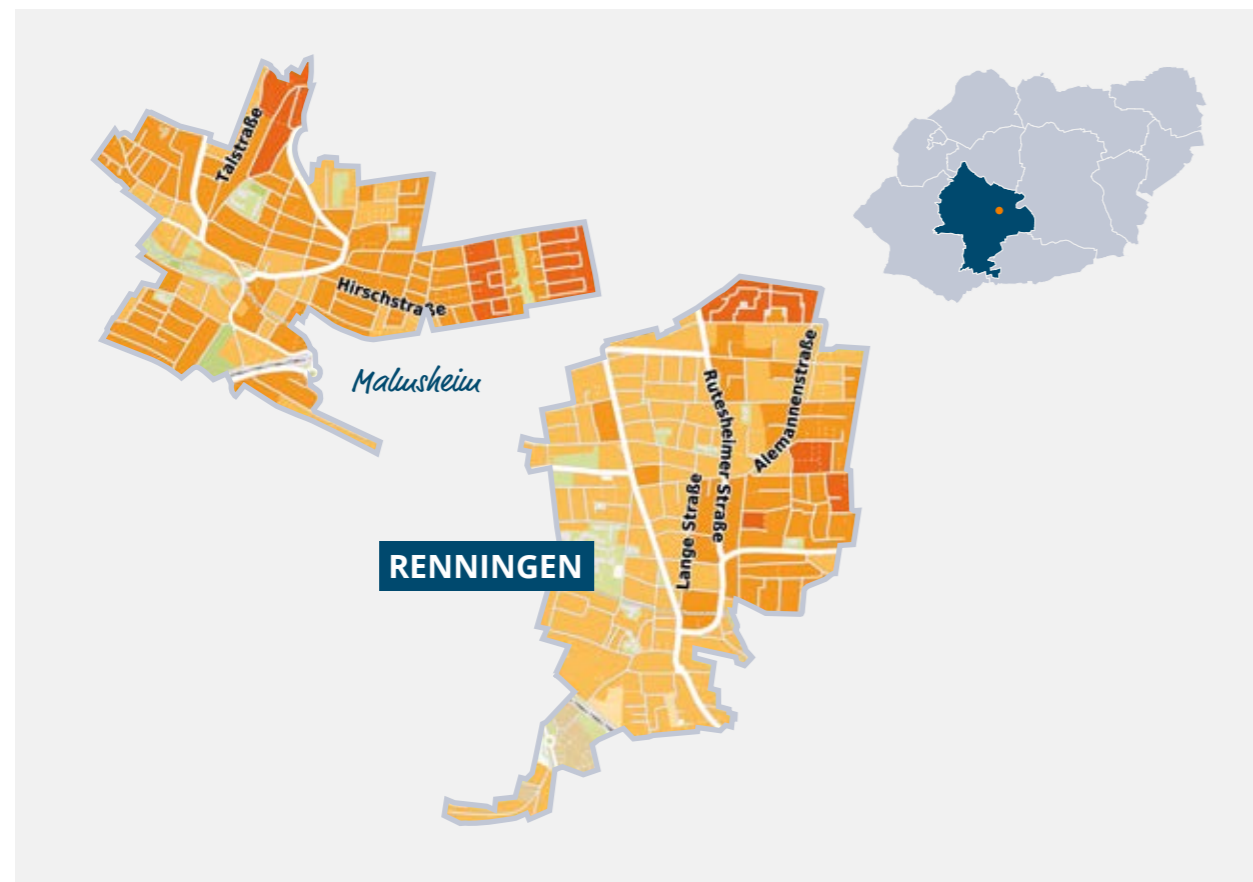 Talstraße
Hirschstraße
Malmsheim
Rutesheimer Straße
Alemannenstraße
Lange Straße
RENNINGEN